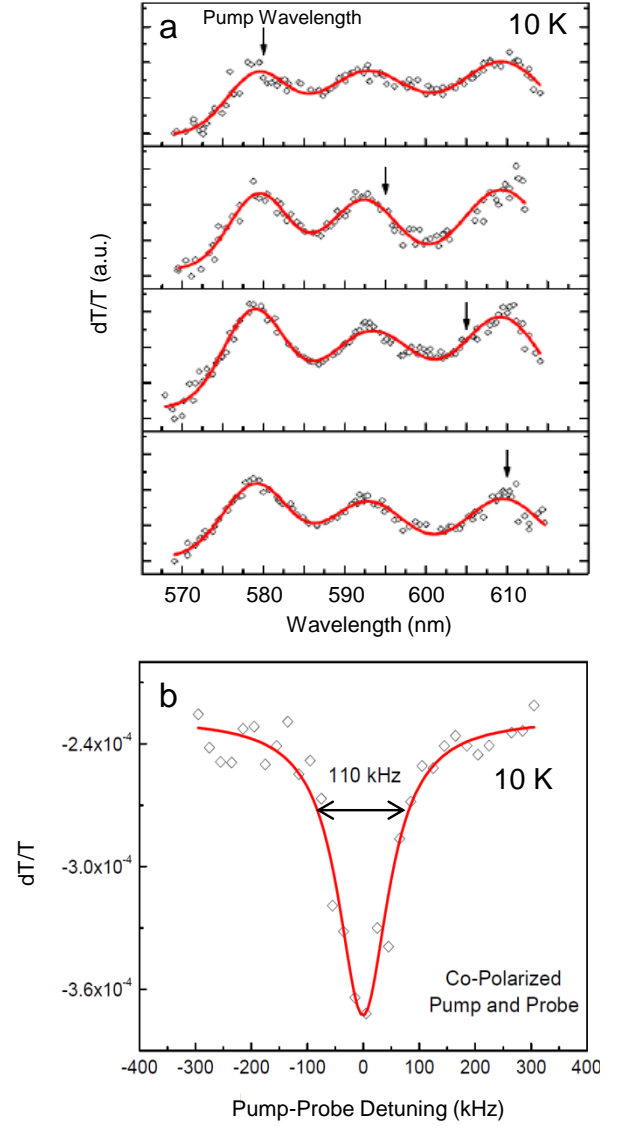 a
Pump Wavelength
10 K
dT/T (a.u.)
570 580 590 600 610
Wavelength (nm)
b
-2.4x10⁻⁴
110 kHz
10 K
dT/T
-3.0x10⁻⁴
-3.6x10⁻⁴
Co-Polarized
Pump and Probe
-400 -300 -200 -100 0 100 200 300 400
Pump-Probe Detuning (kHz)